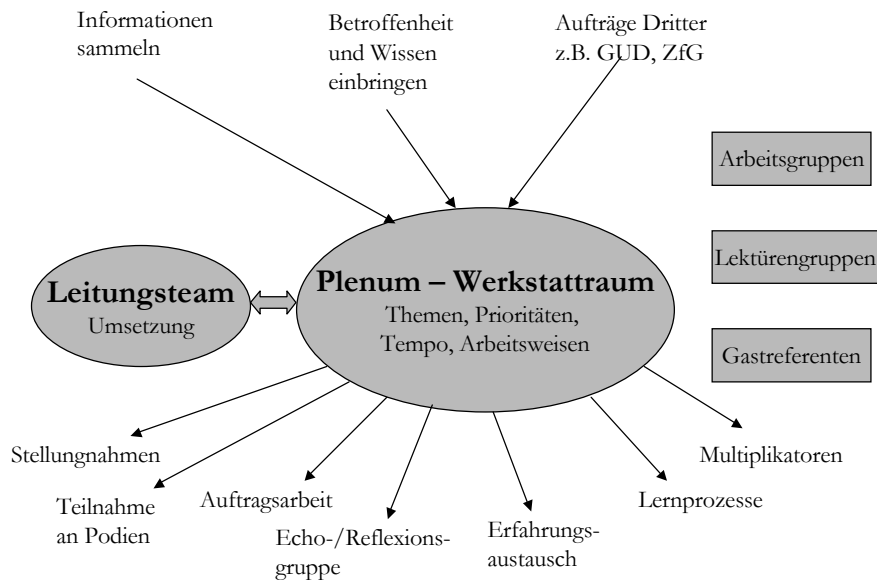 Informationen
sammeln
Betroffenheit
und Wissen
einbringen
Aufträge Dritter
z.B. GUD, ZfG
Arbeitsgruppen
Lektürengruppen
Gastreferenten
Leitungsteam
Umsetzung
Plenum – Werkstattraum
Themen, Prioritäten,
Tempo, Arbeitsweisen
Stellungnahmen
Teilnahme
an Podien
Auftragsarbeit
Echo-/Reflexions-
gruppe
Erfahrungs-
austausch
Lernprozesse
Multiplikatoren